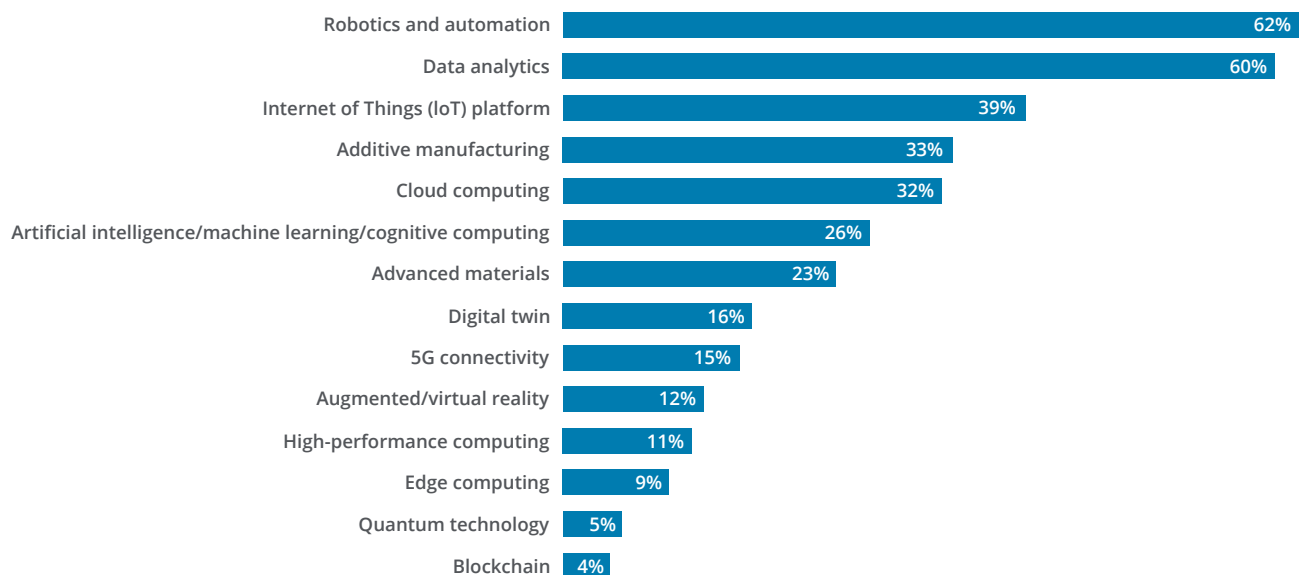 Robotics and automation 62%
Data analytics 60%
Internet of Things (loT) platform 39%
Additive manufacturing 33%
Cloud computing 32%
Artificial intelligence/machine learning/cognitive computing 26%
Advanced materials 23%
Digital twin 16%
5G connectivity 15%
Augmented/virtual reality 12%
High-performance computing 11%
Edge computing 9%
Quantum technology 5%
Blockchain 4%